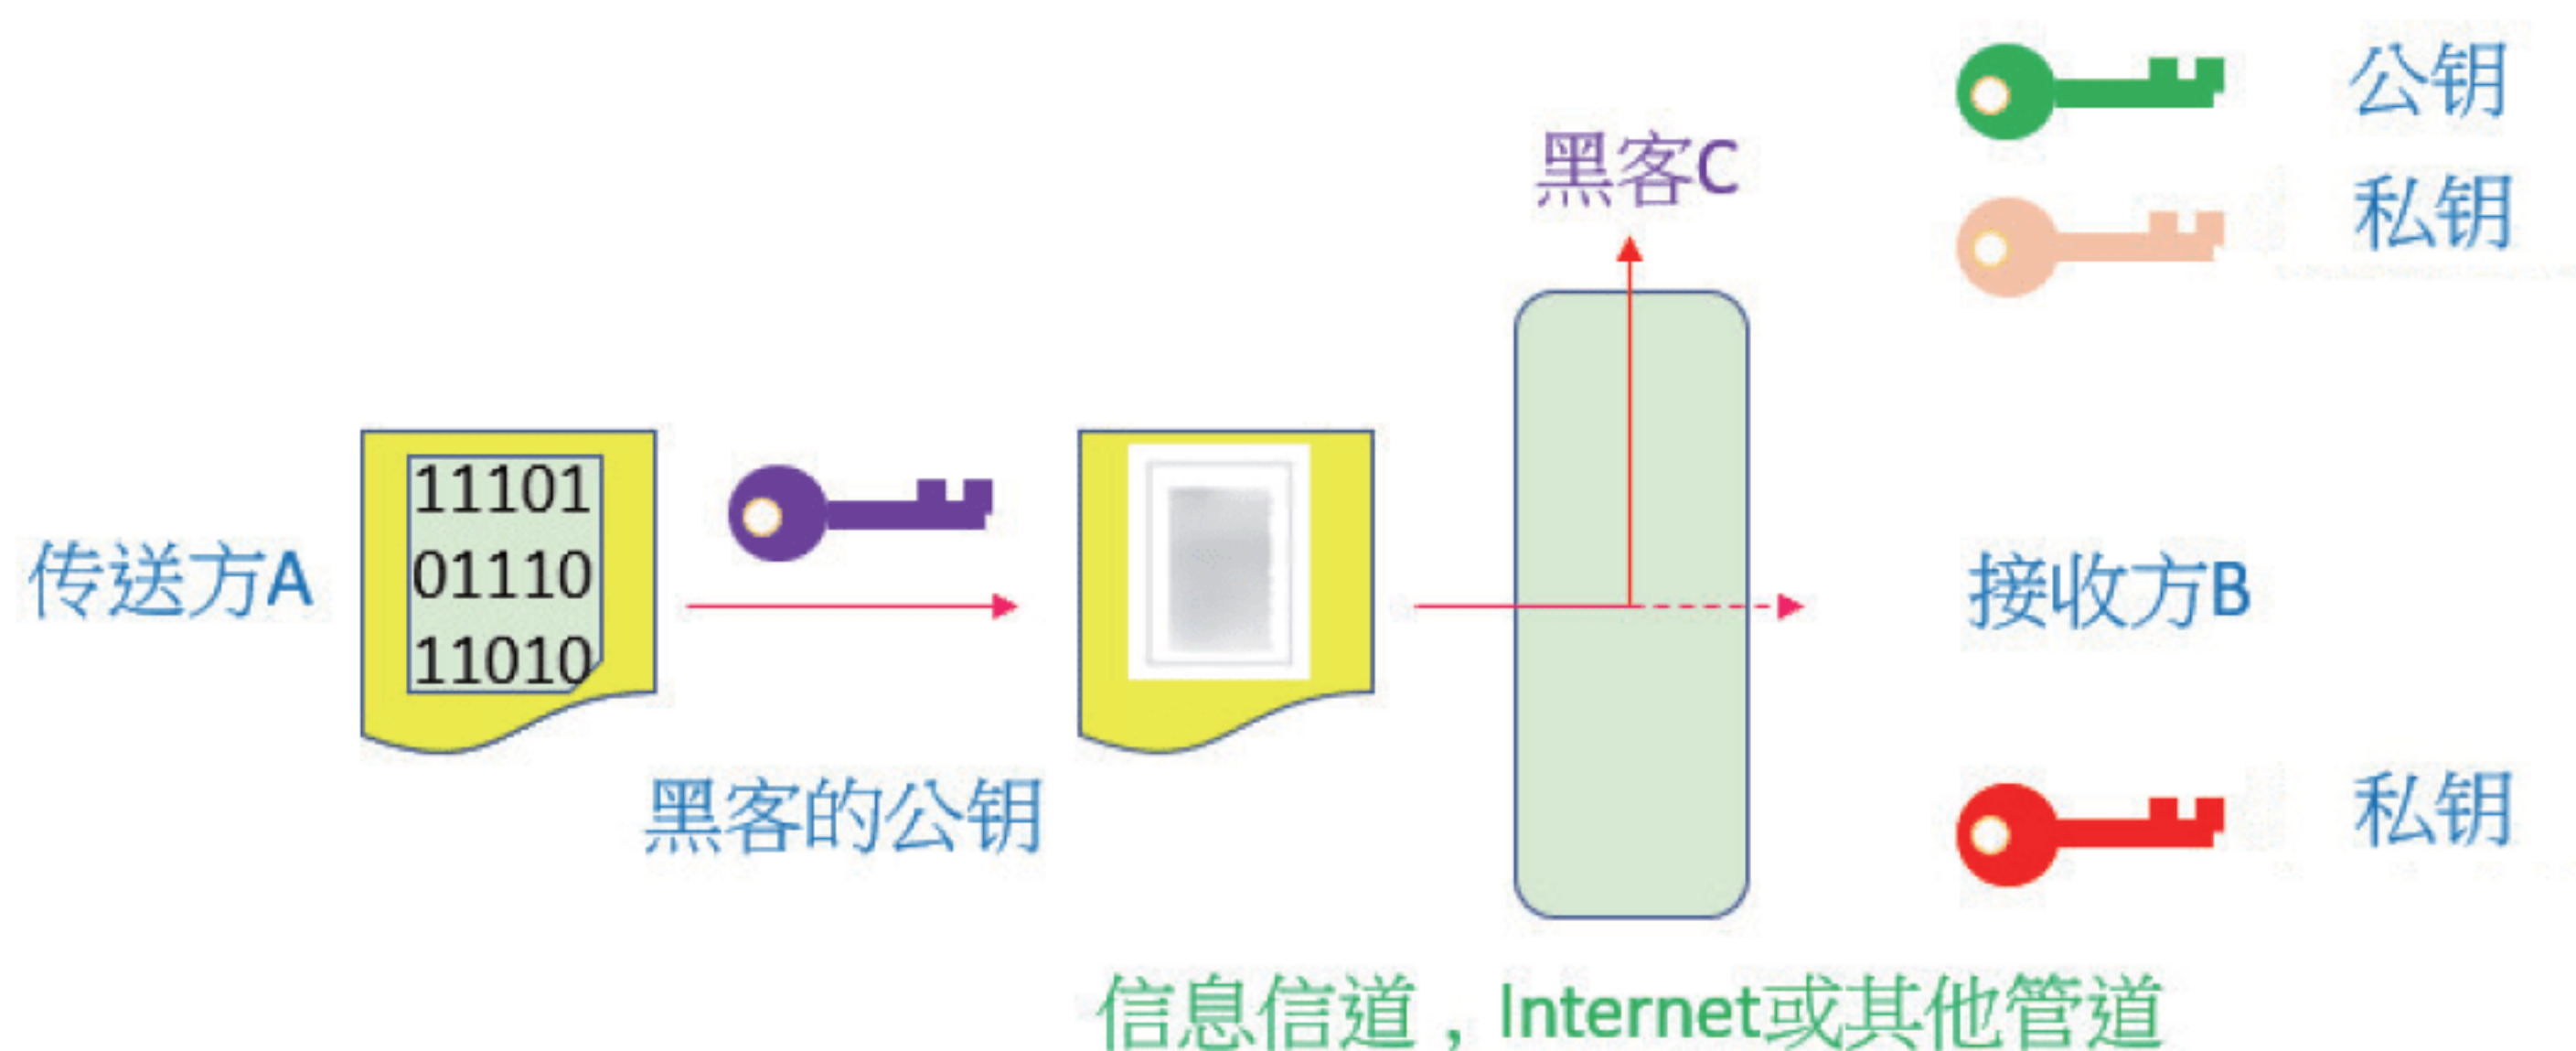 公钥
黑客C
私钥
11101
01110
11010
传送方A
接收方B
黑客的公钥
私钥
信息信道，Internet或其他管道